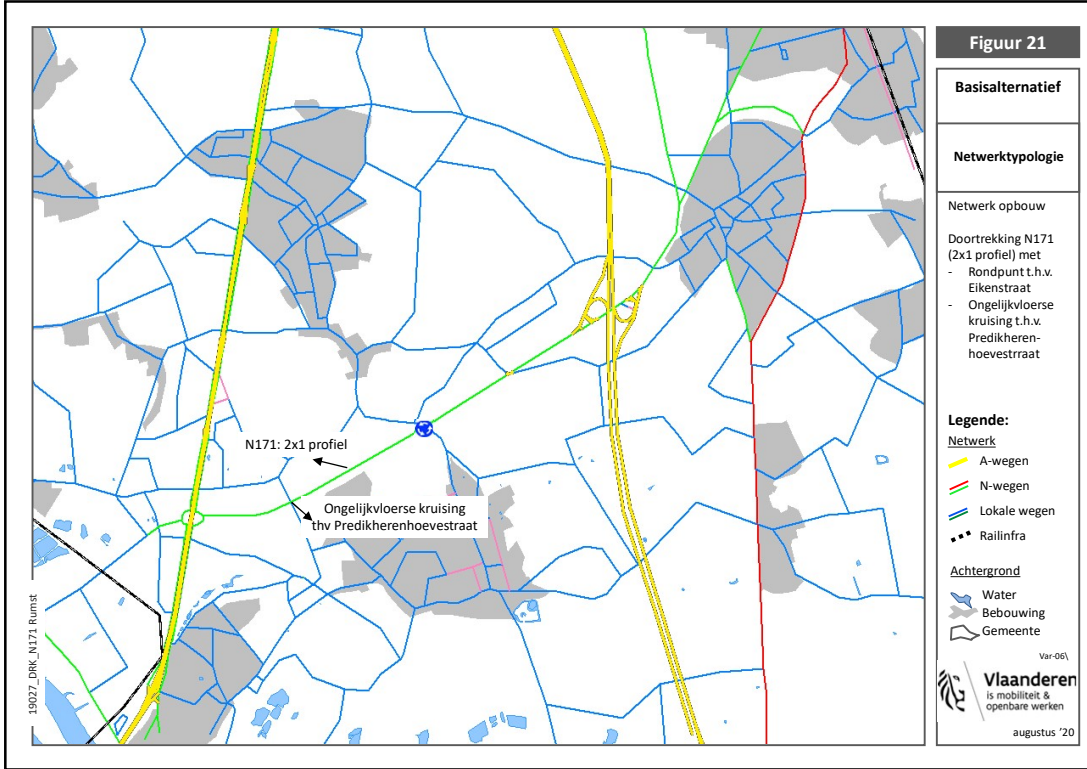 N171: 2x1 profiel
Ongelijkvloerse kruising
thv Predikherenhoevestraat
19027_DRK_N171 Rumst
Figuur 21
Basisalternatief
Netwerktypologie
Netwerk opbouw
Doortrekking N171
(2x1 profiel) met
- Rondpunt t.h.v.
Eikenstraat
- Ongelijkvloerse
kruising t.h.v.
Predikheren-
hoevestrraat
Legende:
Netwerk
A-wegen
N-wegen
Lokale wegen
Railinfra
Achtergrond
Water
Bebouwing
Gemeente
Var-06\
Vlaanderen
is mobiliteit &
openbare werken
augustus '20